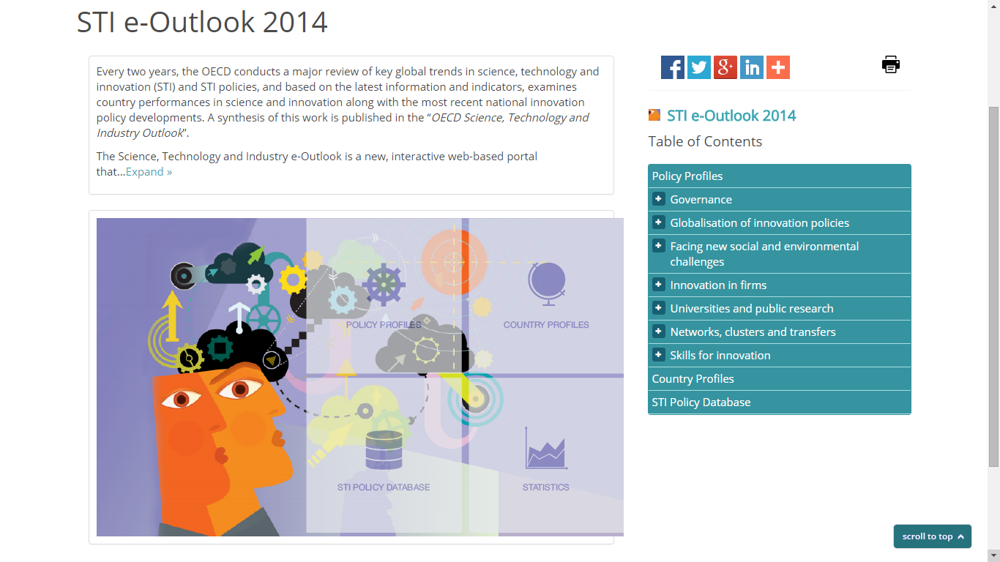 STI e-Outlook 2014
Every two years, the OECD conducts a major review of key global trends in science, technology and
innovation (STI) and STI policies, and based on the latest information and indicators, examines
country performances in science and innovation along with the most recent national innovation
policy developments. A synthesis of this work is published in the “OECD Science, Technology and
Industry Outlook”.
The Science, Technology and Industry e-Outlook is a new, interactive web-based portal
that...Expand »
POLICY PROFILES
COUNTRY PROFILES
STI POLICY DATABASE
STATISTICS
STI e-Outlook 2014
Table of Contents
Policy Profiles
Governance
Globalisation of innovation policies
Facing new social and environmental
challenges
Innovation in firms
Universities and public research
Networks, clusters and transfers
Skills for innovation
Country Profiles
STI Policy Database
scroll to top